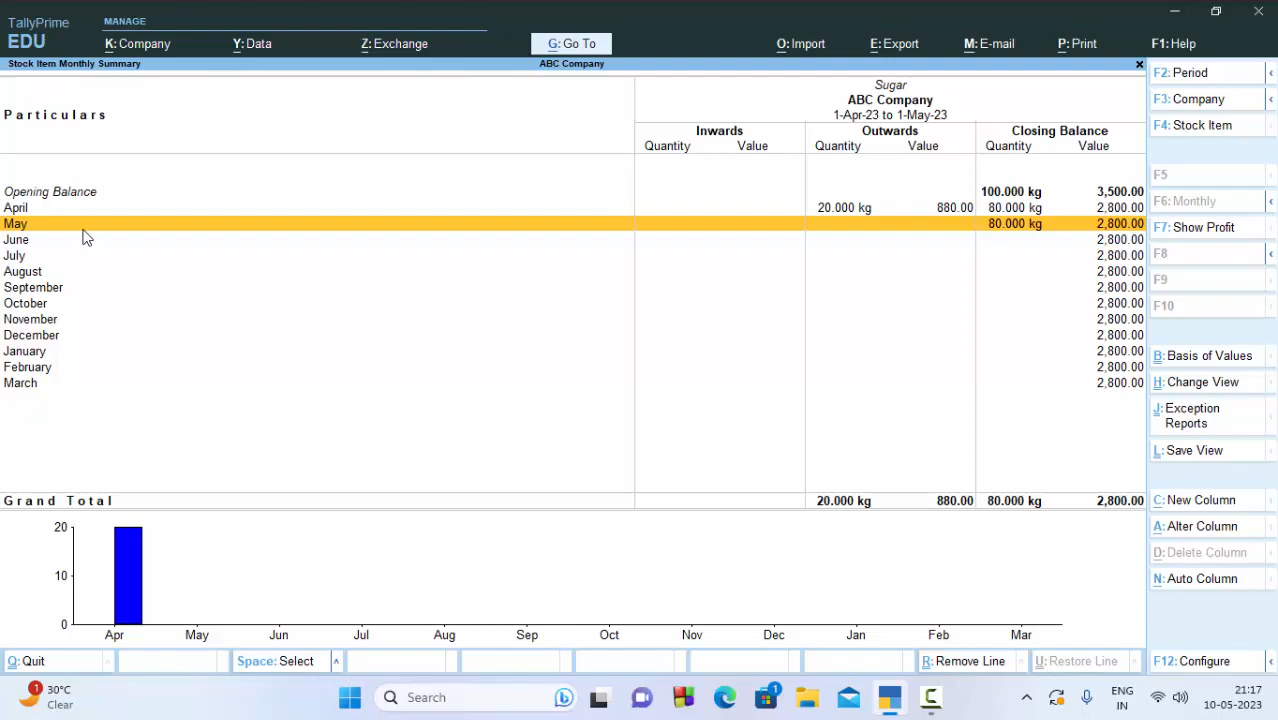 TallyPrime
EDU
MANAGE
K: Company
Y: Data
Z: Exchange
G: Go To
O: Import
E: Export
M: E-mail
P: Print
F1: Help
Stock Item Monthly Summary
ABC Company
F2: Period
F3: Company
F4: Stock Item
F5
F6: Monthly
F7: Show Profit
F8
F9
F10
B: Basis of Values
H: Change View
J: Exception
Reports
L: Save View
C: New Column
A: Alter Column
D: Delete Column
N: Auto Column
F12: Configure
Particulars
Sugar
ABC Company
1-Apr-23 to 1-May-23
Inwards Outwards Closing Balance
Quantity Value Quantity Value Quantity Value
Opening Balance 100.000 kg 3,500.00
April 20.000 kg 880.00 80.000 kg 2,800.00
May 80.000 kg 2,800.00
June 2,800.00
July 2,800.00
August 2,800.00
September 2,800.00
October 2,800.00
November 2,800.00
December 2,800.00
January 2,800.00
February 2,800.00
March 2,800.00
Grand Total 20.000 kg 880.00 80.000 kg 2,800.00
20
10
0
Apr May Jun Jul Aug Sep Oct Nov Dec Jan Feb Mar
Q: Quit
Space: Select
R: Remove Line
U: Restore Line
1
30°C
Clear
Search
1
ENG
IN
21:17
10-05-2023